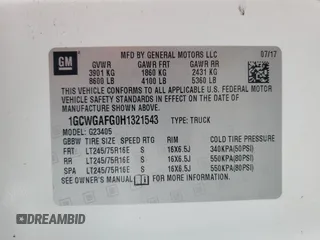 GM
MFD BY GENERAL MOTORS LLC 07/17
GVWR GAWR FRT GAWR RR
3901 KG 1860 KG 2431 KG
8600 LB 4100 LB 5360 LB
THIS VEHICLE CONFORMS TO ALL APPLICABLE U.S.
FEDERAL MOTOR VEHICLE SAFETY STANDARDS IN
EFFECT ON THE DATE OF MANUFACTURE SHOWN ABOVE.
1GCWGAFG0H1321543 TYPE: TRUCK
MODEL: G23405
GBBW TIRE SIZE SPEED RTG RIM COLD TIRE PRESSURE
FRT LT245/75R16E S 16X6.5J 340KPA(50PSI)
RR LT245/75R16E S 16X6.5J 550KPA(80PSI)
SPA LT245/75R16E S 16X6.5J 550KPA(80PSI)
SEE OWNER'S MANUAL FOR MORE INFORMATION.
DREAMBID